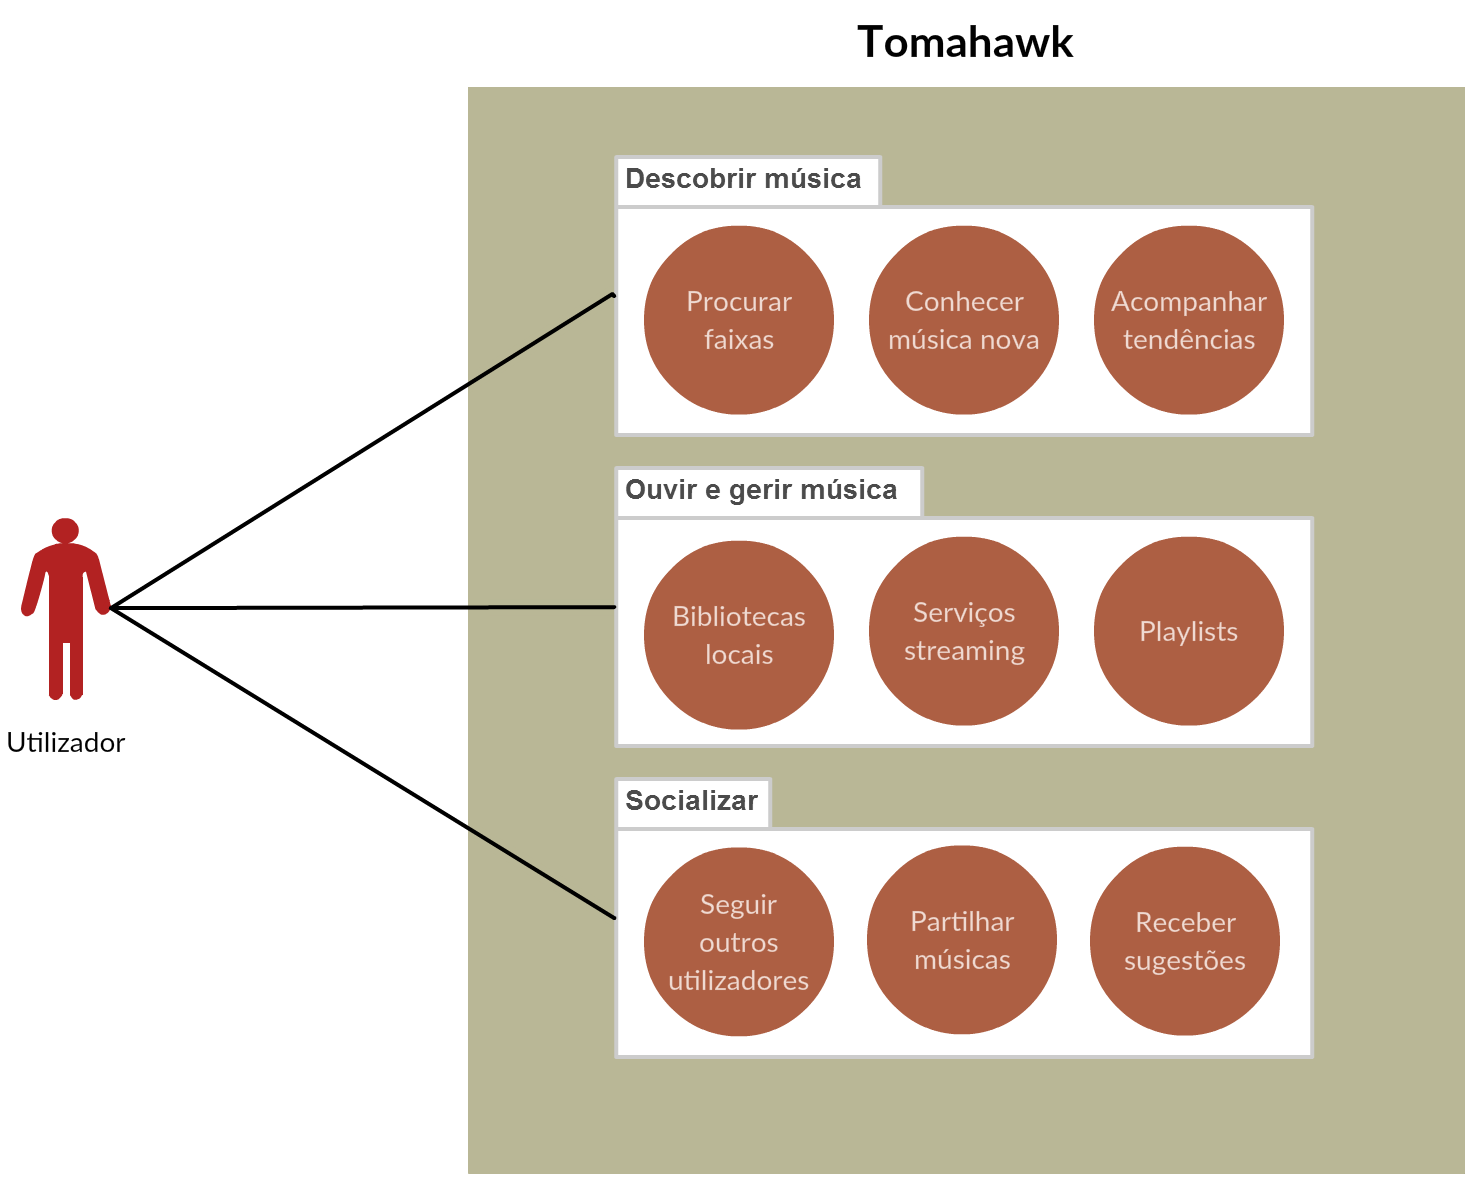 Tomahawk
Descobrir música
Procurar
faixas
Conhecer
música nova
Acompanhar
tendências
Ouvir e gerir música
Bibliotecas
locais
Serviços
streaming
Playlists
Utilizador
Socializar
Seguir
outros
utilizadores
Partilhar
músicas
Receber
sugestões